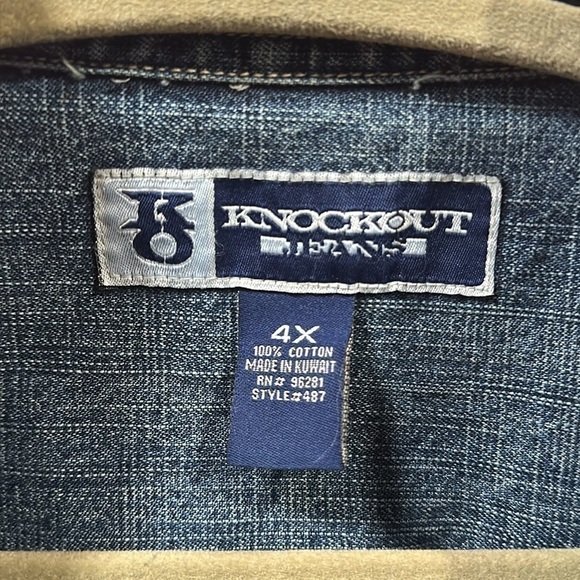 KO
KNOCKOUT
JEANS
4X
100% COTTON
MADE IN KUWAIT
RN# 96281
STYLE#487